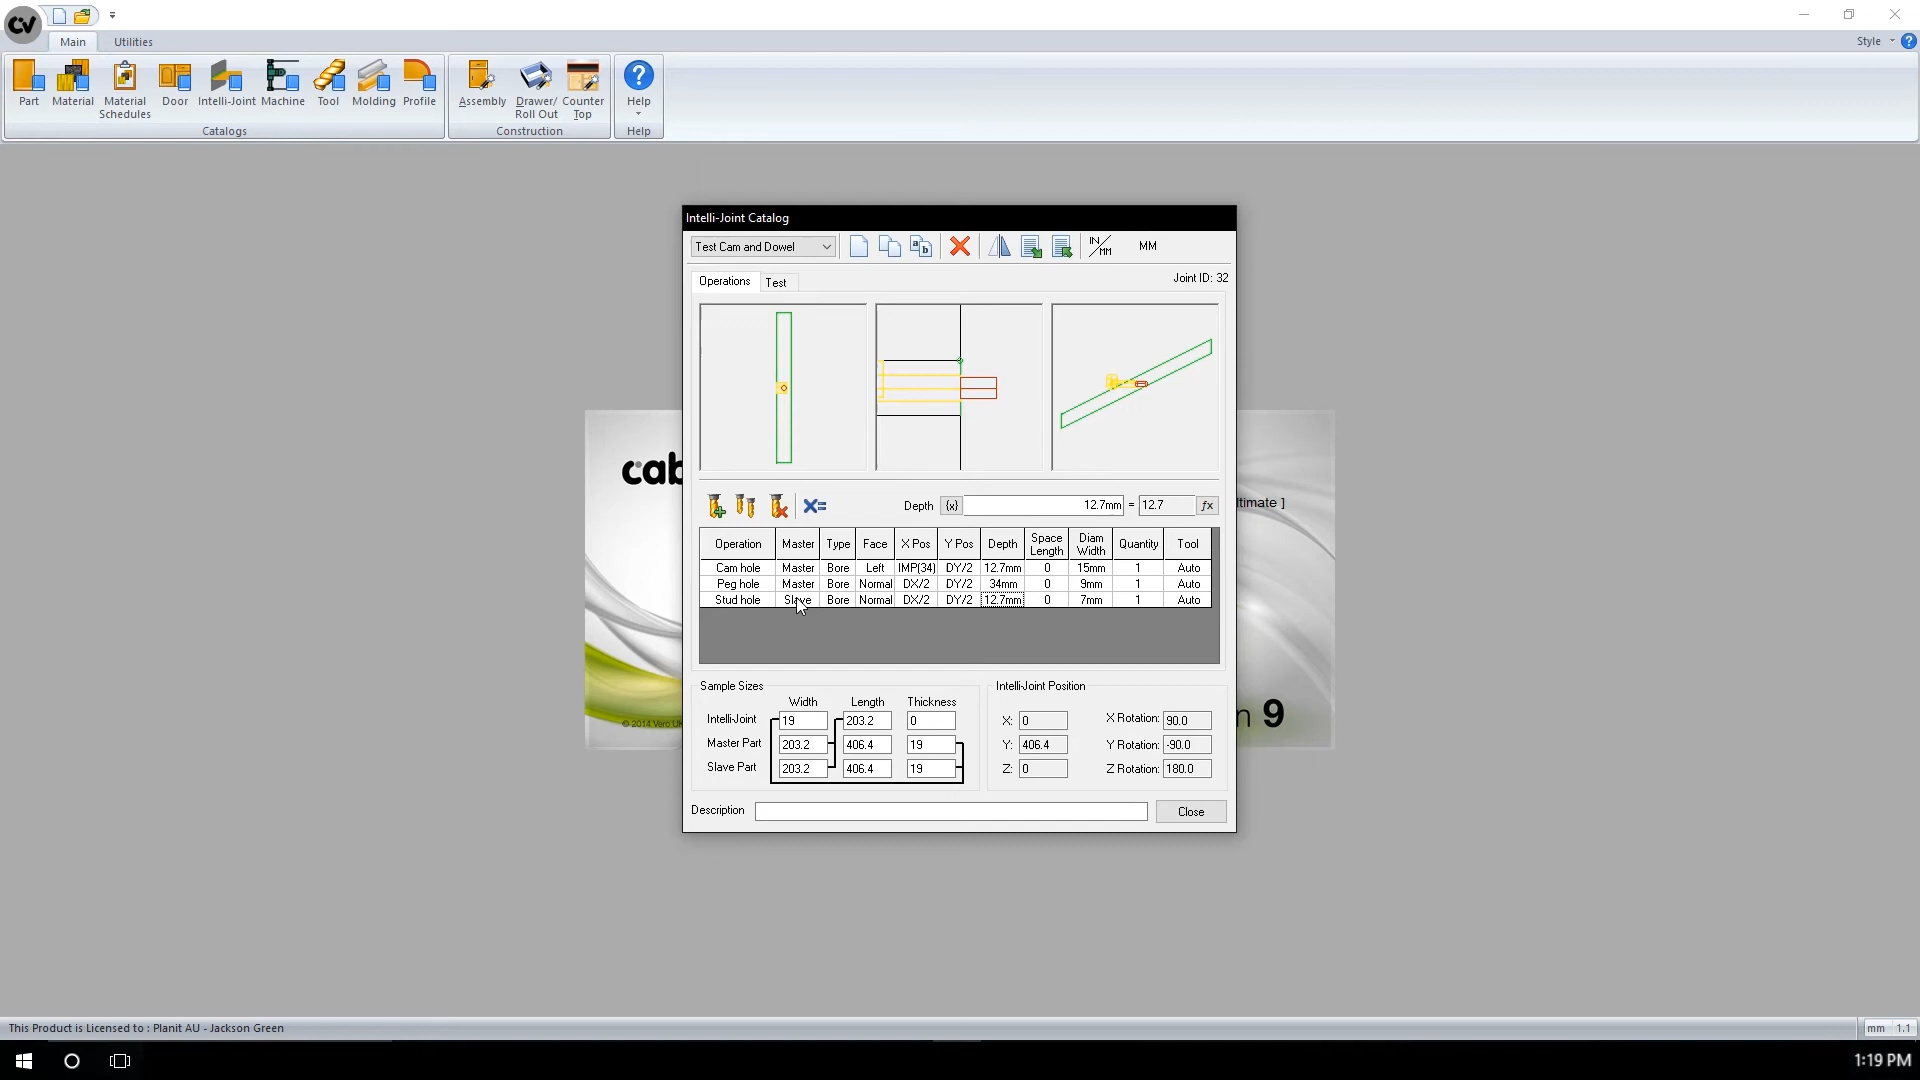 CV
Main Utilities Style
Part Material Material Schedules Door Intelli-Joint Machine Tool Molding Profile
Catalogs
Assembly Drawer/ Roll Out Counter Top
Construction
Help
Help
Intelli-Joint Catalog
Test Cam and Dowel IN/MM MM
Operations Test Joint ID: 32
cab
ltimate ]
Depth {x} 12.7mm = 12.7 fx
Operation Master Type Face X Pos Y Pos Depth Space Length Diam Width Quantity Tool
Cam hole Master Bore Left IMP(34) DY/2 12.7mm 0 15mm 1 Auto
Peg hole Master Bore Normal DX/2 DY/2 34mm 0 9mm 1 Auto
Stud hole Slave Bore Normal DX/2 DY/2 12.7mm 0 7mm 1 Auto
Sample Sizes
Width Length Thickness
Intelli-Joint 19 203.2 0
Master Part 203.2 406.4 19
Slave Part 203.2 406.4 19
Intelli-Joint Position
X: 0 X Rotation: 90.0
Y: 406.4 Y Rotation: -90.0
Z: 0 Z Rotation: 180.0
© 2014 Vero UK
n 9
Description Close
This Product is Licensed to : Planit AU - Jackson Green mm 1.1
1:19 PM